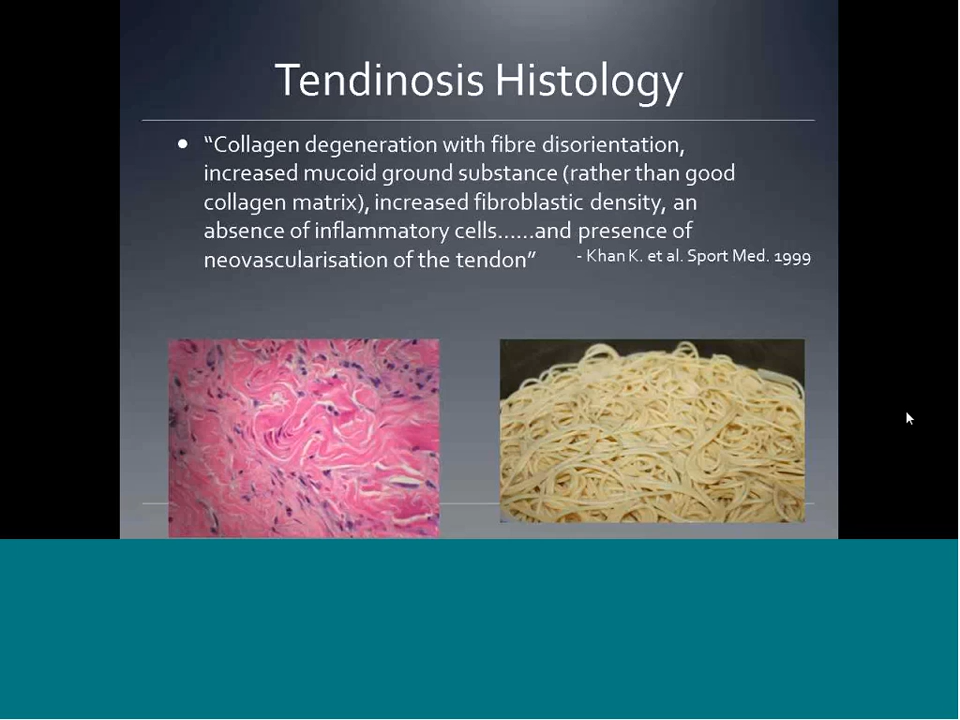 Tendinosis Histology
• “Collagen degeneration with fibre disorientation,
increased mucoid ground substance (rather than good
collagen matrix), increased fibroblastic density, an
absence of inflammatory cells......and presence of
neovascularisation of the tendon” - Khan K. et al. Sport Med. 1999